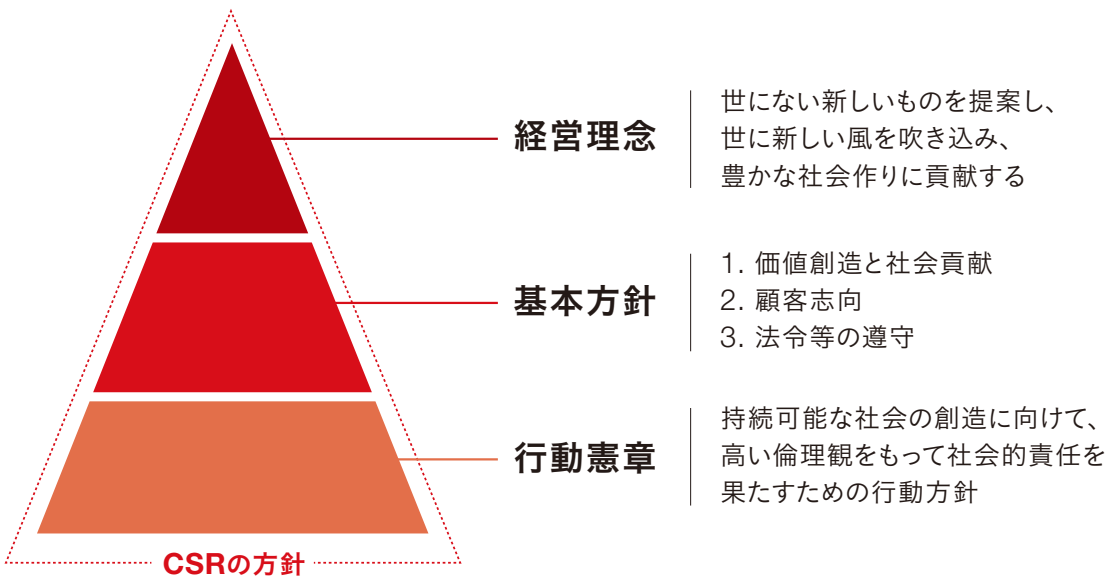 経営理念
世にない新しいものを提案し、
世に新しい風を吹き込み、
豊かな社会作りに貢献する
基本方針
1. 価値創造と社会貢献
2. 顧客志向
3. 法令等の遵守
行動憲章
持続可能な社会の創造に向けて、
高い倫理観をもって社会的責任を
果たすための行動方針
CSRの方針